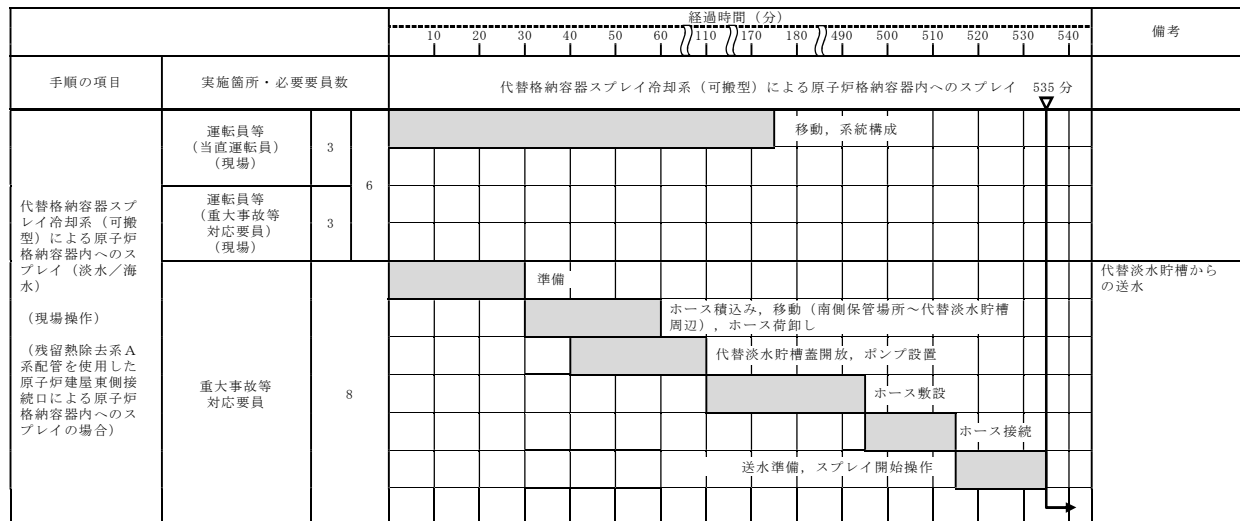 経過時間（分）
備考
10 20 30 40 50 60 110 170 180 490 500 510 520 530 540
手順の項目
実施箇所・必要要員数
代替格納容器スプレイ冷却系（可搬型）による原子炉格納容器内へのスプレイ 535 分
代替格納容器スプ
レイ冷却系（可搬
型）による原子炉
格納容器内へのス
プレイ（淡水／海
水）
（現場操作）
（残留熱除去系Ａ
系配管を使用した
原子炉建屋東側接
続口による原子炉
格納容器内へのス
プレイの場合）
運転員等
（当直運転員）
（現場）
3
運転員等
（重大事故等
対応要員）
（現場）
3
6
移動，系統構成
重大事故等
対応要員
8
準備
ホース積込み，移動（南側保管場所～代替淡水貯槽
周辺），ホース荷卸し
代替淡水貯槽蓋開放，ポンプ設置
ホース敷設
ホース接続
送水準備，スプレイ開始操作
代替淡水貯槽から
の送水